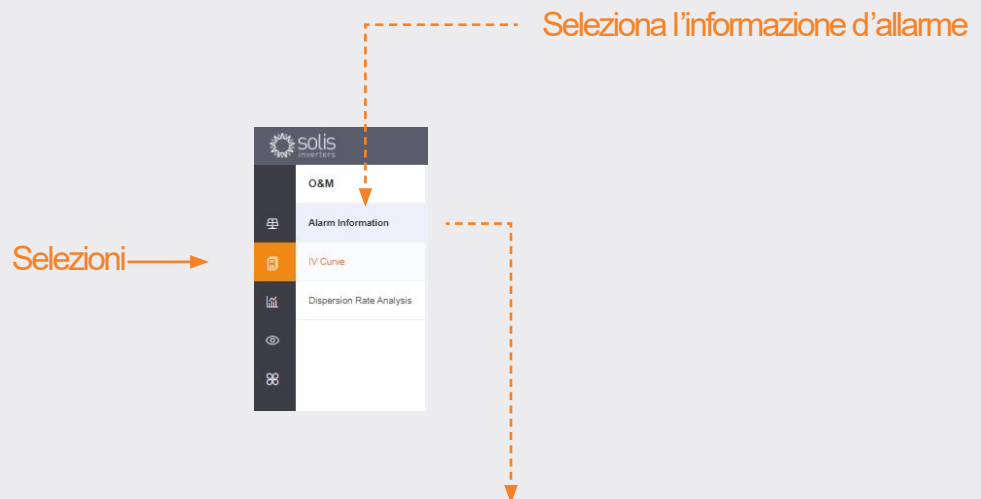 Seleziona l'informazione d'allarme
solis
inverters
O&M
Alarm Information
Selezioni
IV Curve
Dispersion Rate Analysis